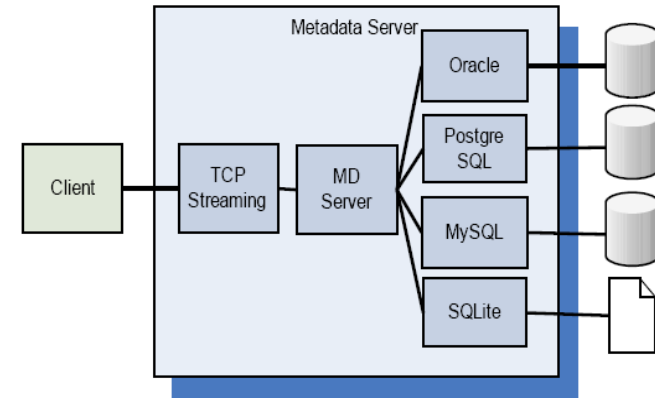 Metadata Server
Oracle
Postgre
SQL
Client
TCP
Streaming
MD
Server
MySQL
SQLite